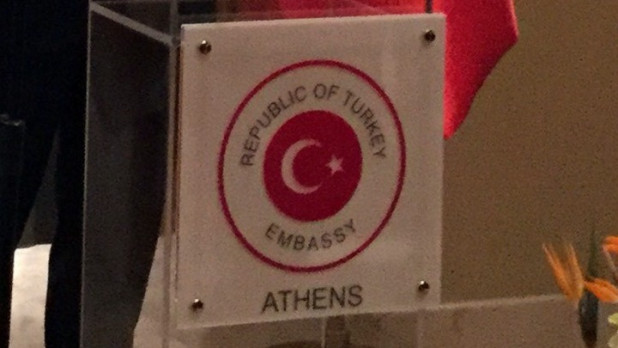 REPUBLIC OF TURKEY
EMBASSY
ATHENS